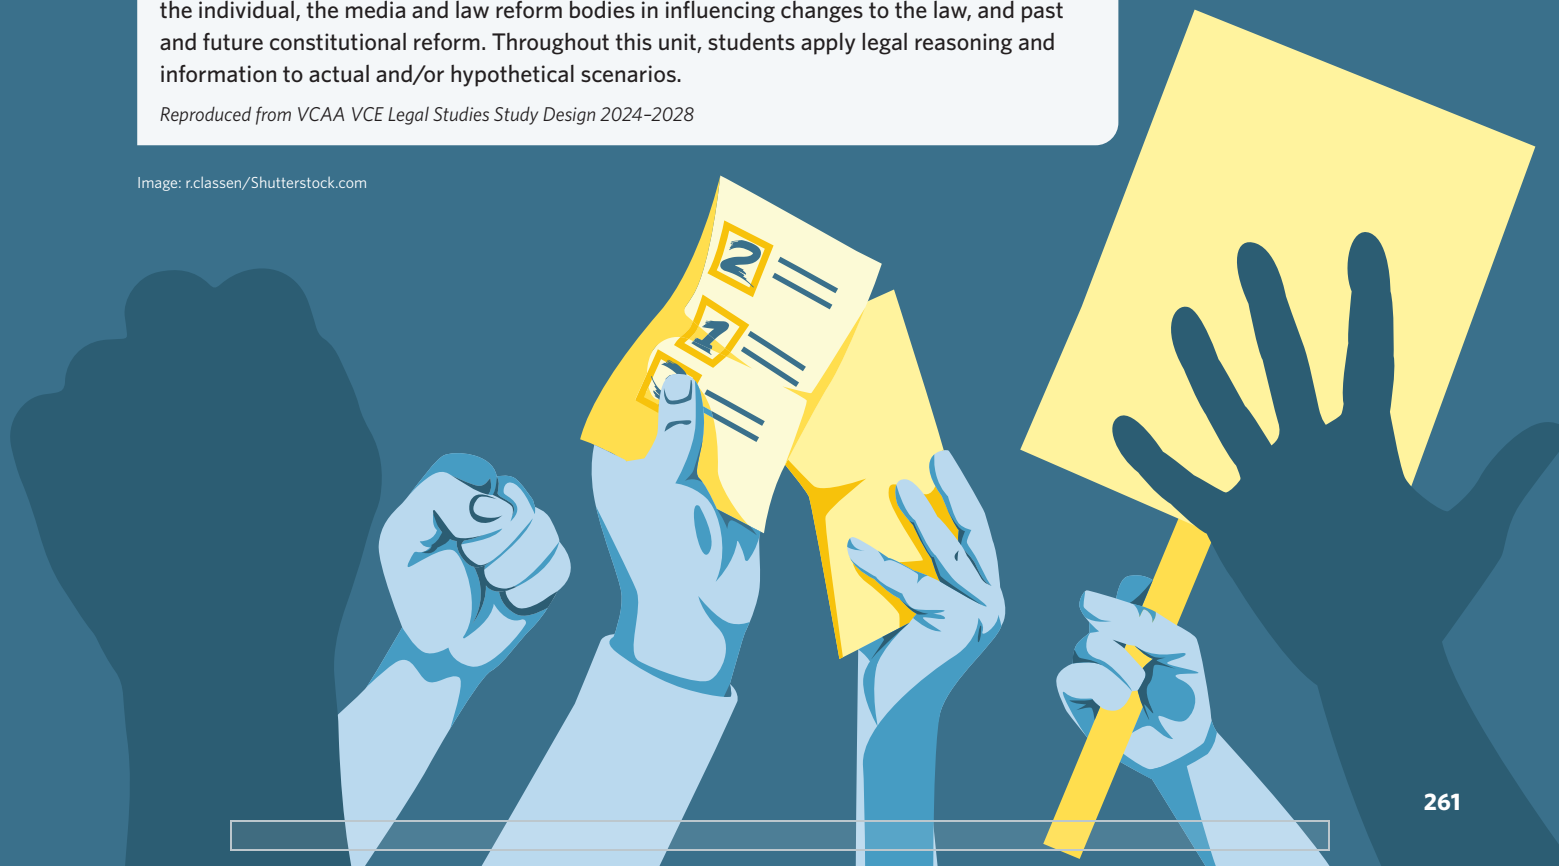 the individual, the media and law reform bodies in influencing changes to the law, and past
and future constitutional reform. Throughout this unit, students apply legal reasoning and
information to actual and/or hypothetical scenarios.
Reproduced from VCAA VCE Legal Studies Study Design 2024–2028
Image: r.classen/Shutterstock.com
2
1
261